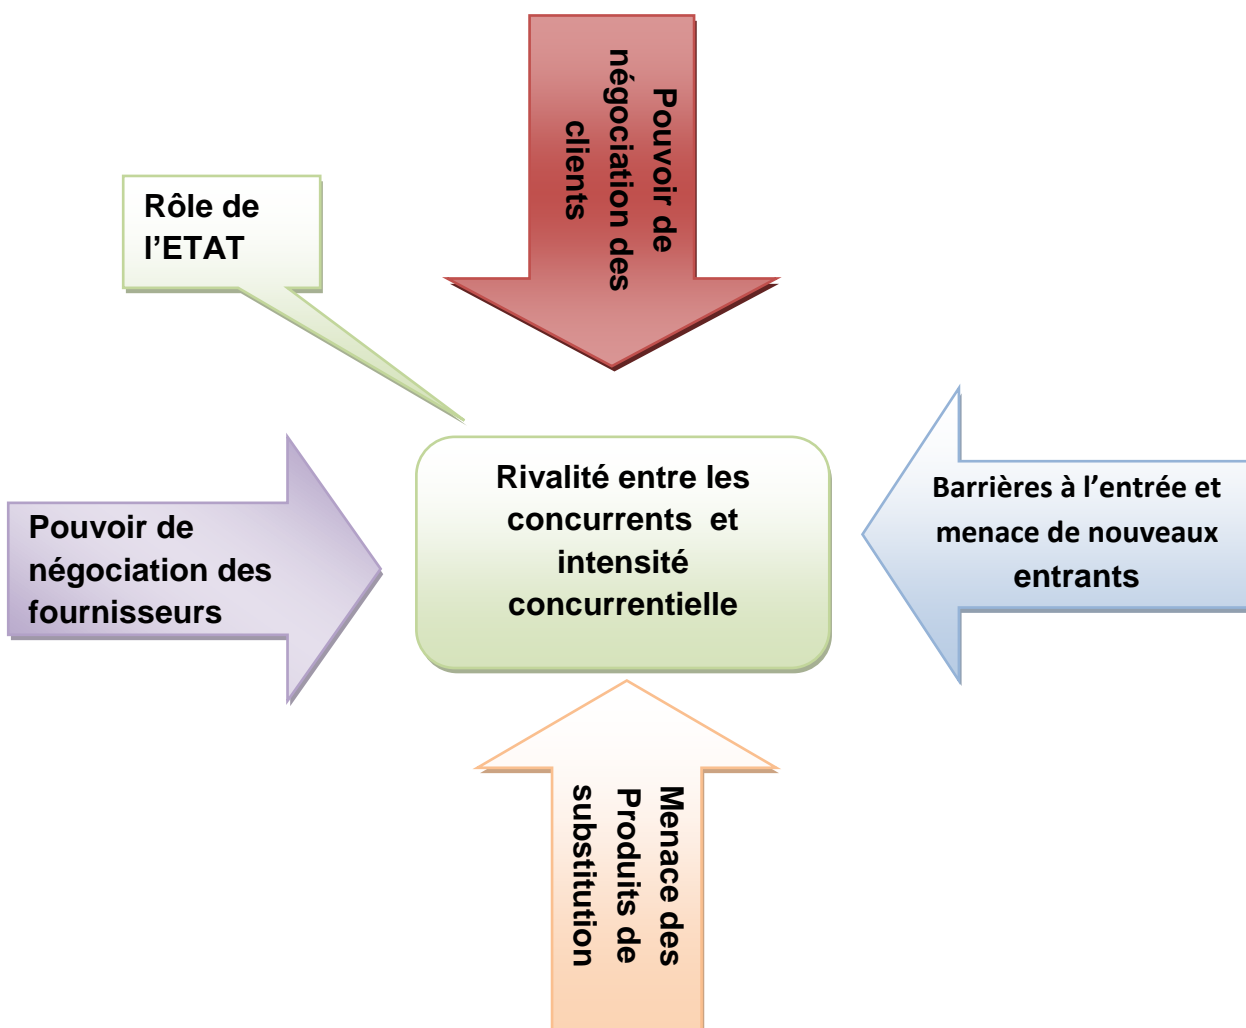 Pouvoir de
négociation des
clients
Rôle de
l’ETAT
Rivalité entre les
concurrents et
intensité
concurrentielle
Pouvoir de
négociation des
fournisseurs
Barrières à l’entrée et
menace de nouveaux
entrants
Menace des
Produits de
substitution